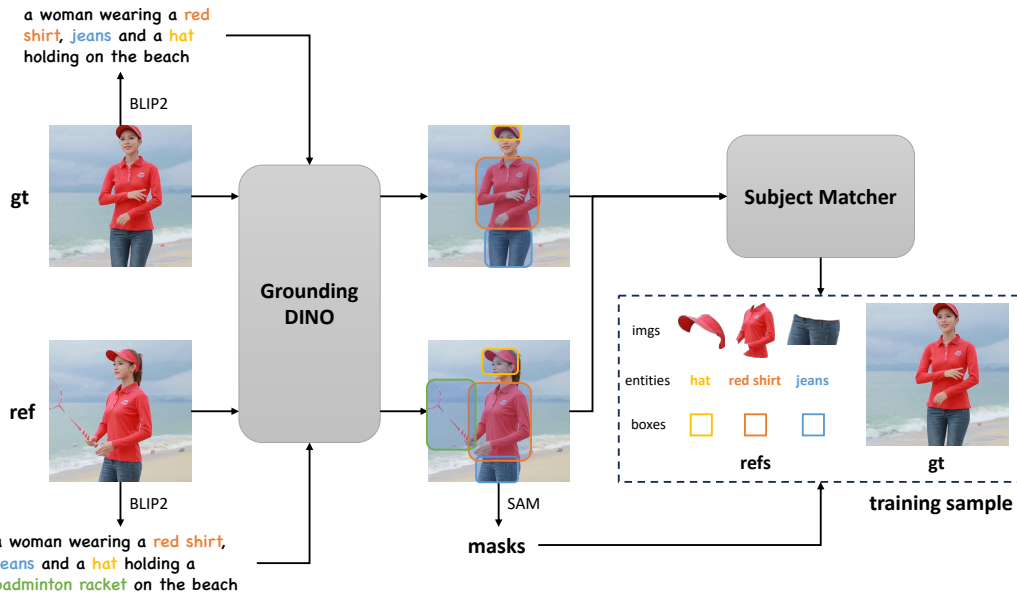 a woman wearing a red
shirt, jeans and a hat
holding on the beach
BLIP2
gt
Grounding
DINO
Subject Matcher
imgs
entities hat red shirt jeans
boxes
refs gt
training sample
ref
BLIP2
SAM
masks
a woman wearing a red shirt,
jeans and a hat holding a
badminton racket on the beach